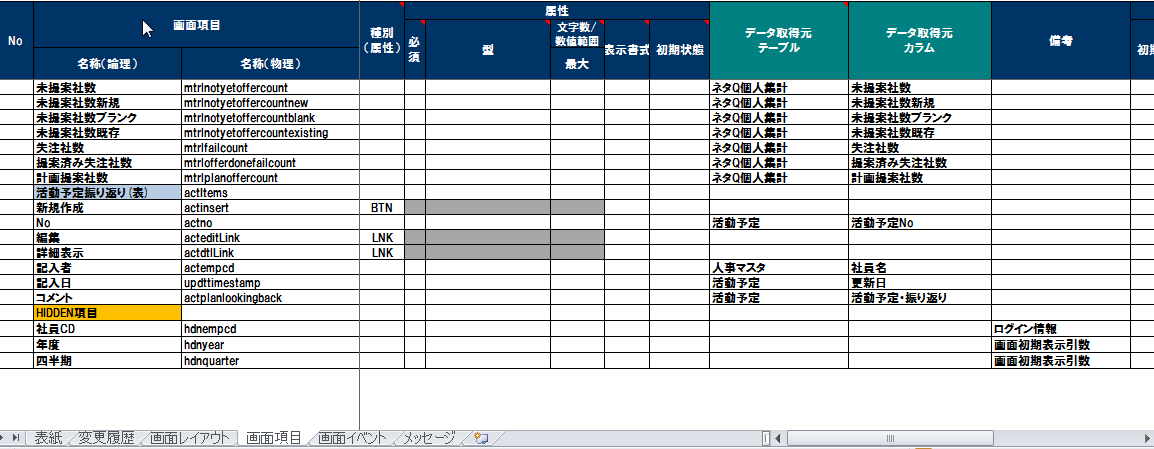 No 画面項目 種別(属性) 属性 データ取得元テーブル データ取得元カラム 備考 初期
名称(論理) 名称(物理) 必須 型 文字数/数値範囲 最大 表示書式 初期状態
未提案社数 mtrlnotyetoffercount ネタQ個人集計 未提案社数
未提案社数新規 mtrlnotyetoffercountnew ネタQ個人集計 未提案社数新規
未提案社数ブランク mtrlnotyetoffercountblank ネタQ個人集計 未提案社数ブランク
未提案社数既存 mtrlnotyetoffercountexisting ネタQ個人集計 未提案社数既存
失注社数 mtrlfailcount ネタQ個人集計 失注社数
提案済み失注社数 mtrlofferdonefailcount ネタQ個人集計 提案済み失注社数
計画提案社数 mtrlplanoffercount ネタQ個人集計 計画提案社数
活動予定振り返り(表) actItems
新規作成 actinsert BTN
No actno 活動予定 活動予定No
編集 acteditLink LNK
詳細表示 actdtlLink LNK
記入者 actempcd 人事マスタ 社員名
記入日 updttimestamp 活動予定 更新日
コメント actplanlookingback 活動予定 活動予定・振り返り
HIDDEN項目
社員CD hdnempcd ログイン情報
年度 hdnyear 画面初期表示引数
四半期 hdnquarter 画面初期表示引数
表紙 変更履歴 画面レイアウト 画面項目 画面イベント メッセージ